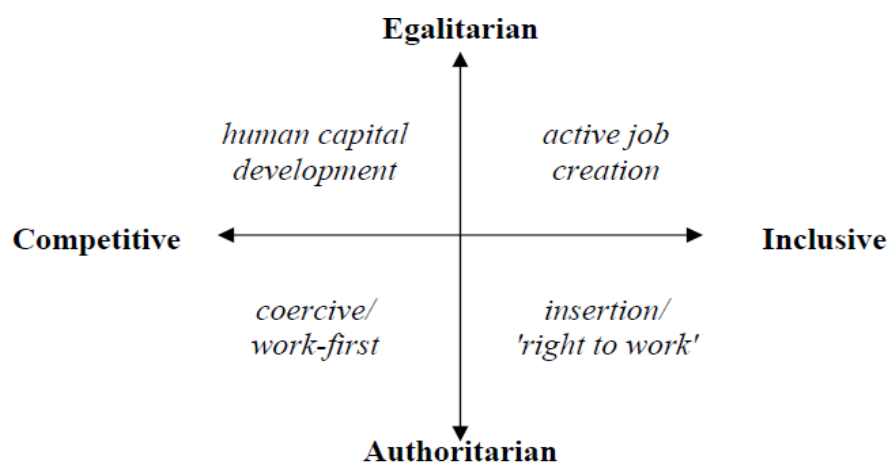 Egalitarian
human capital
development
active job
creation
Competitive
Inclusive
coercive/
work-first
insertion/
'right to work'
Authoritarian